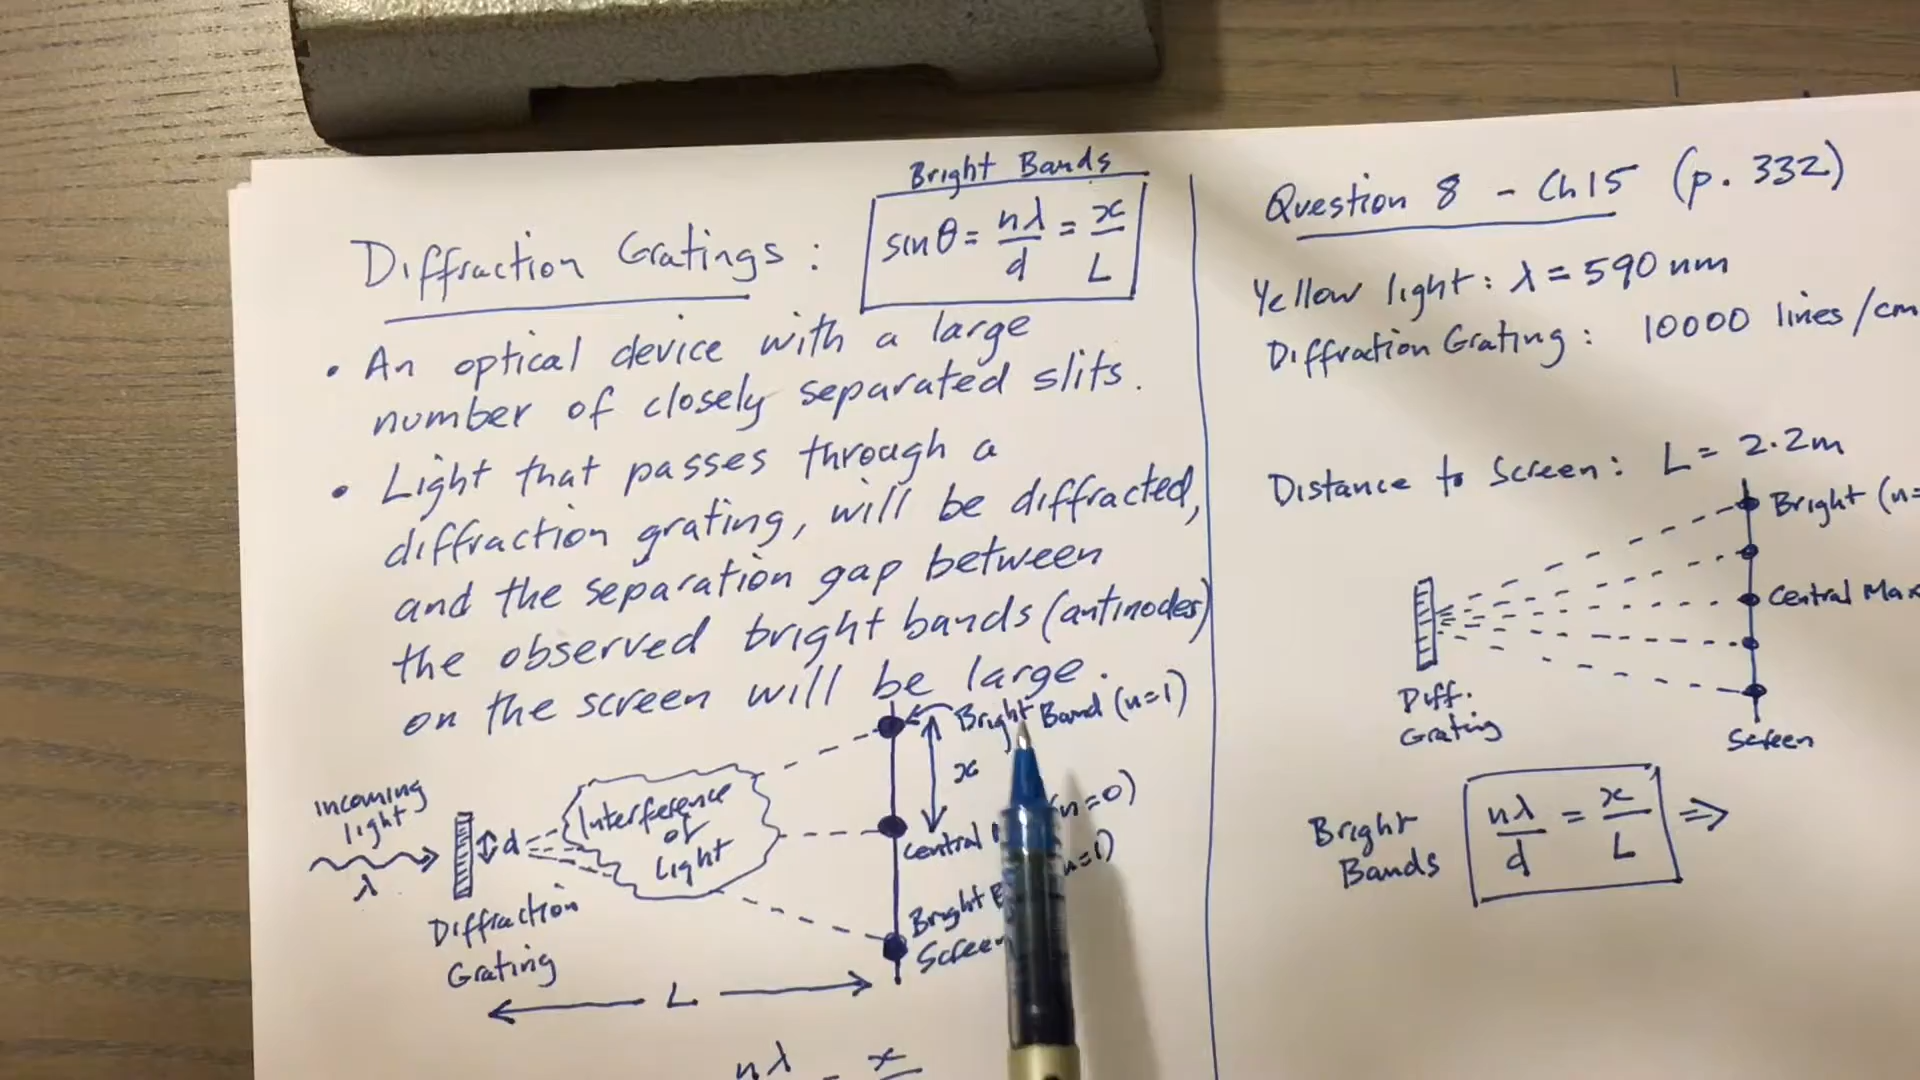 Bright Bands
Diffraction Gratings : sinθ = nλ/d = x/L
• An optical device with a large
number of closely separated slits.
• Light that passes through a
diffraction grating, will be diffracted,
and the separation gap between
the observed bright bands (antinodes)
on the screen will be large.
Bright Band (n=1)
x
incoming
light
λ
d
Interference
of
Light
Central (n=0)
n=1)
Diffraction
Grating
Bright
Screen
L
nλ x
Question 8 - Ch15 (p. 332)
Yellow light : λ = 590 nm
Diffraction Grating : 10000 lines/cm
Distance to Screen : L = 2.2m
Bright (n=
Central Max
Diff.
Grating
Screen
Bright
Bands
nλ/d = x/L ⇒